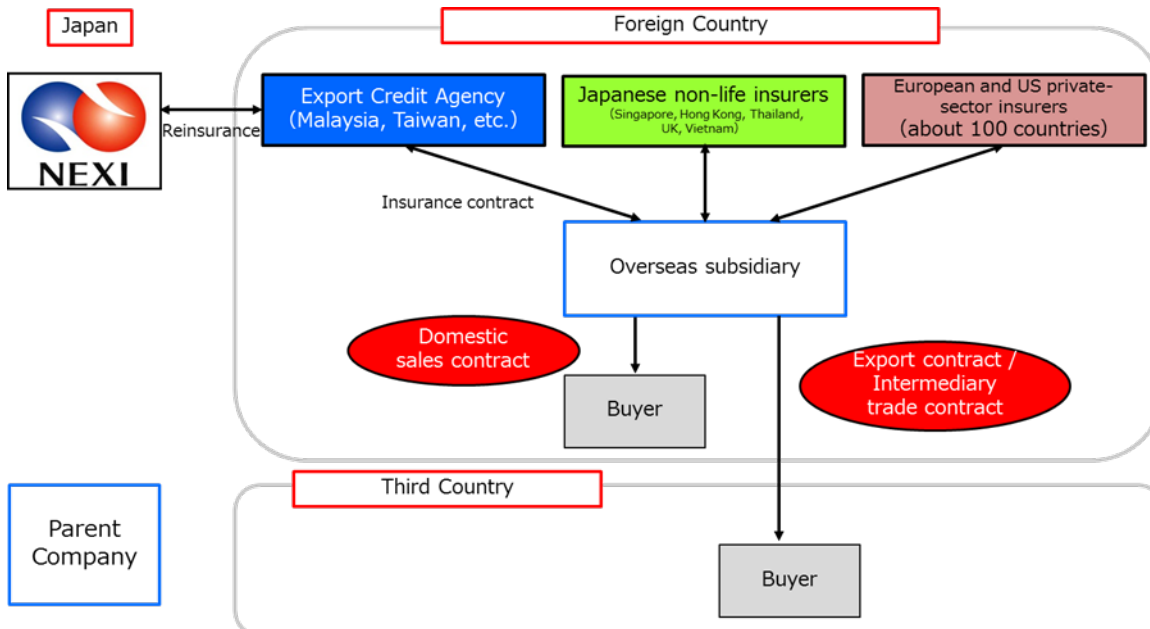 Japan
Foreign Country
NEXI
Reinsurance
Export Credit Agency
（Malaysia, Taiwan, etc.）
Japanese non-life insurers
（Singapore, Hong Kong, Thailand,
UK, Vietnam）
European and US private-
sector insurers
（about 100 countries）
Insurance contract
Overseas subsidiary
Domestic
sales contract
Export contract /
Intermediary
trade contract
Buyer
Third Country
Parent
Company
Buyer